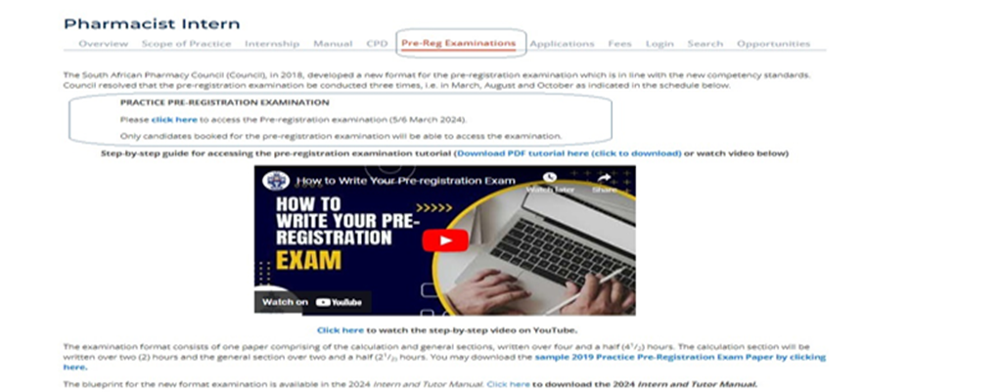 Pharmacist Intern
Overview Scope of Practice Internship Manual CPD Pre-Reg Examinations Applications Fees Login Search Opportunities
The South African Pharmacy Council (Council), in 2018, developed a new format for the pre-registration examination which is in line with the new competency standards.
Council resolved that the pre-registration examination be conducted three times, i.e. in March, August and October as indicated in the schedule below.
PRACTICE PRE-REGISTRATION EXAMINATION
Please click here to access the Pre-registration examination (5/6 March 2024).
Only candidates booked for the pre-registration examination will be able to access the examination.
Step-by-step guide for accessing the pre-registration examination tutorial (Download PDF tutorial here (click to download) or watch video below)
How to Write Your Pre-registration Exam
Watch later Share
HOW TO
WRITE YOUR PRE-
REGISTRATION
EXAM
Watch on YouTube
Click here to watch the step-by-step video on YouTube.
The examination format consists of one paper comprising of the calculation and general sections, written over four and a half (4¹/₂) hours. The calculation section will be
written over two (2) hours and the general section over two and a half (2¹/₂) hours. You may download the sample 2019 Practice Pre-Registration Exam Paper by clicking
here.
The blueprint for the new format examination is available in the 2024 Intern and Tutor Manual. Click here to download the 2024 Intern and Tutor Manual.